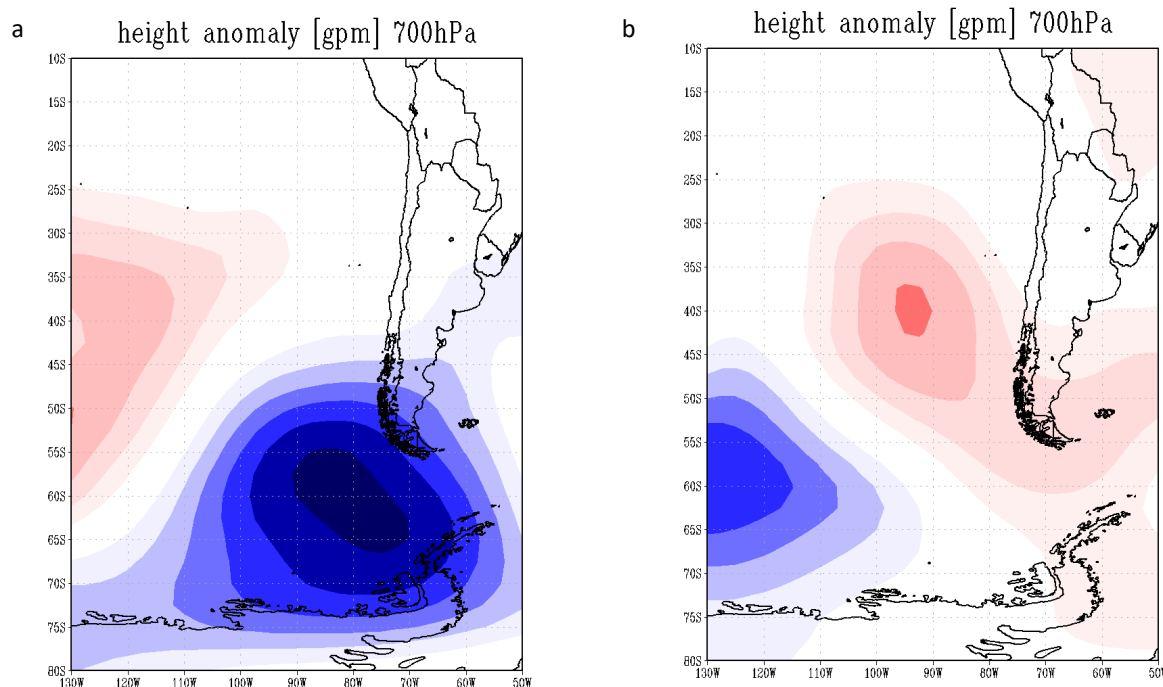 a
height anomaly [gpm] 700hPa
10S
15S
20S
25S
30S
35S
40S
45S
50S
55S
60S
65S
70S
75S
80S
130W 120W 110W 100W 90W 80W 70W 60W 50W
b
height anomaly [gpm] 700hPa
10S
15S
20S
25S
30S
35S
40S
45S
50S
55S
60S
65S
70S
75S
80S
130W 120W 110W 100W 90W 80W 70W 60W 50W